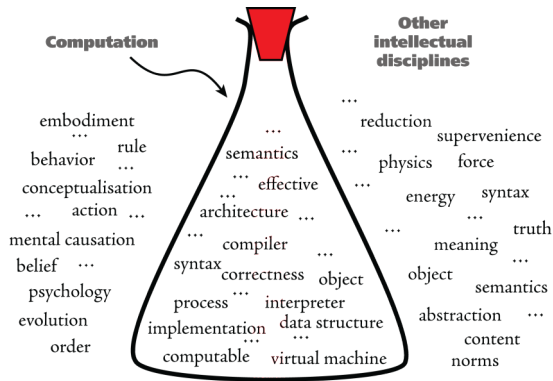 Computation
Other
intellectual
disciplines
embodiment
...
rule
behavior
...
conceptualisation
... action ...
mental causation
belief ...
psychology
evolution
order
...
semantics
... effective
...
architecture ...
...
compiler
...
syntax
correctness object
...
process interpreter
implementation data structure
... ...
computable virtual machine
...
reduction
supervenience
...
physics force
...
energy syntax
...
... truth
meaning
...
object
semantics
abstraction ...
content
norms